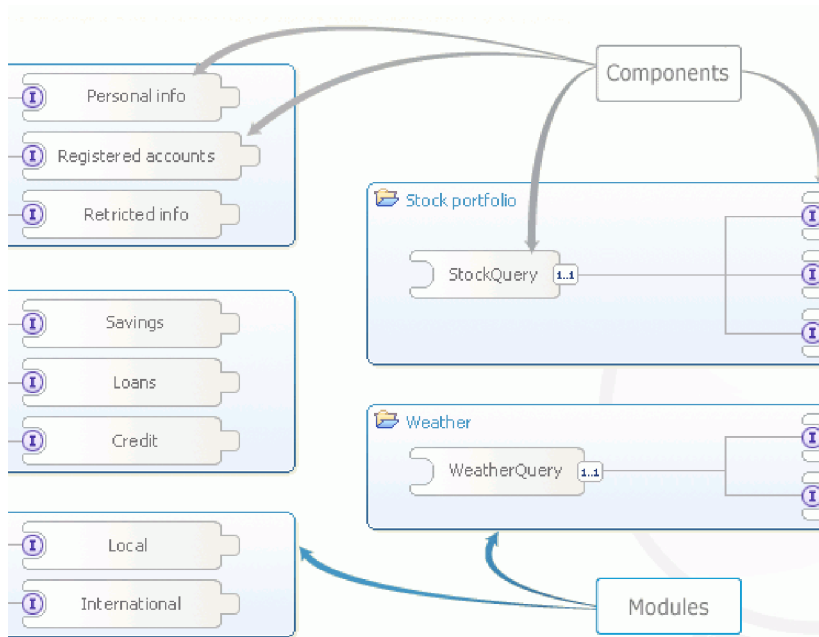 Components
Personal info
Registered accounts
Retricted info
Stock portfolio
StockQuery
1..1
Savings
Loans
Credit
Weather
WeatherQuery
1..1
Local
International
Modules
I
I
I
I
I
I
I
I
I
I
I
I
I